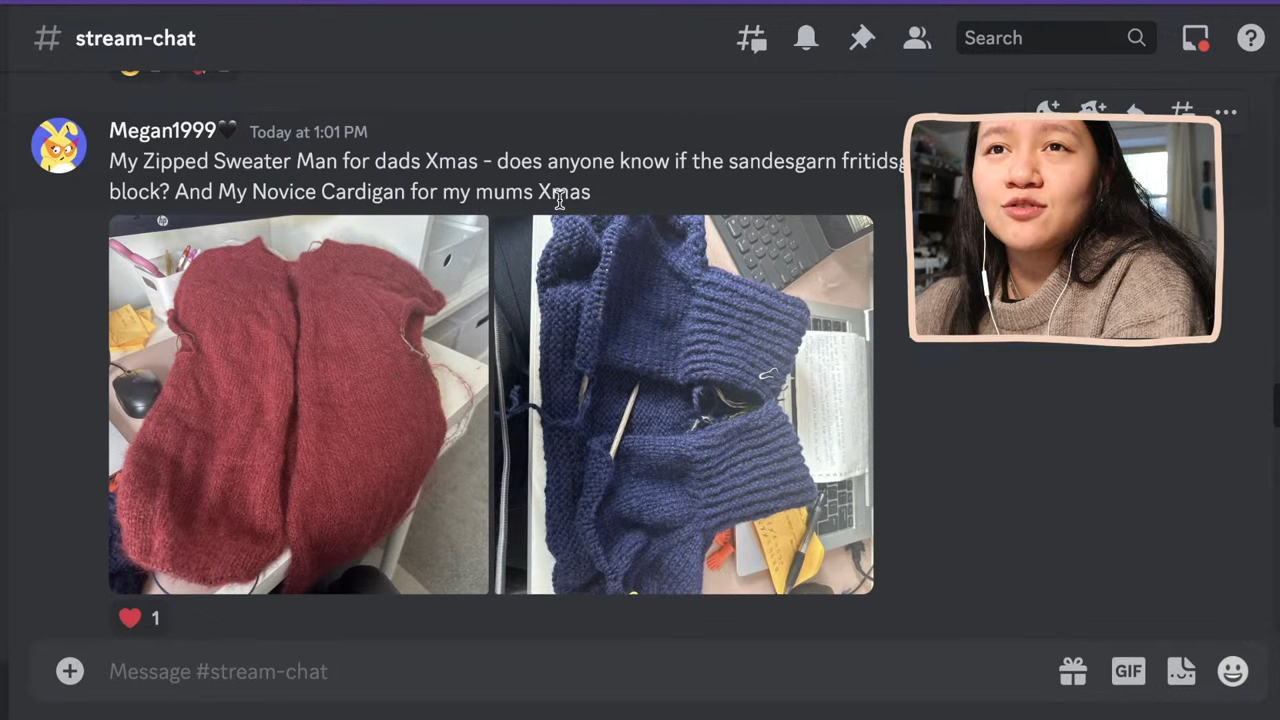 stream-chat
Search
Megan1999🖤 Today at 1:01 PM
My Zipped Sweater Man for dads Xmas - does anyone know if the sandesgarn fritidsg
block? And My Novice Cardigan for my mums Xmas
hp
1
Message #stream-chat
GIF